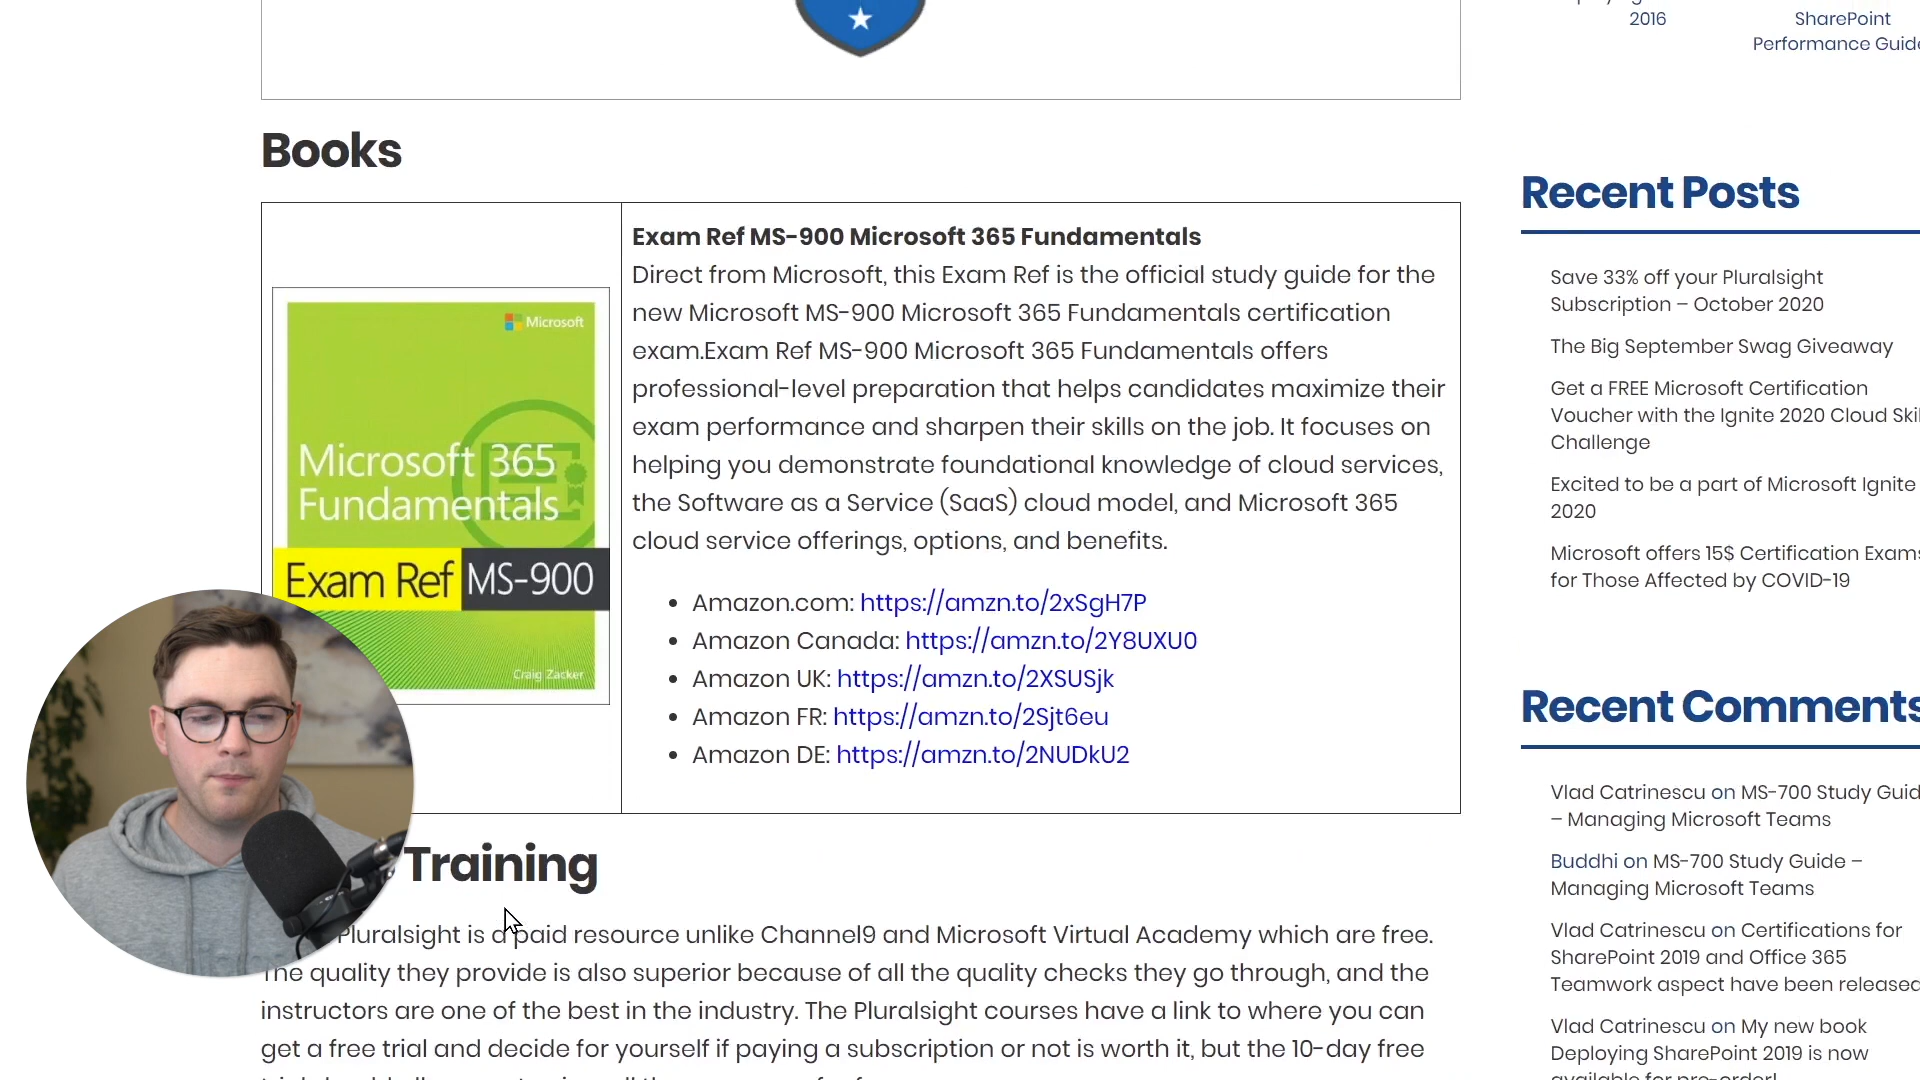 2016
SharePoint
Performance Guide
Books
Microsoft
Microsoft 365
Fundamentals
Exam Ref MS-900
Craig Zacker
Exam Ref MS-900 Microsoft 365 Fundamentals
Direct from Microsoft, this Exam Ref is the official study guide for the
new Microsoft MS-900 Microsoft 365 Fundamentals certification
exam.Exam Ref MS-900 Microsoft 365 Fundamentals offers
professional-level preparation that helps candidates maximize their
exam performance and sharpen their skills on the job. It focuses on
helping you demonstrate foundational knowledge of cloud services,
the Software as a Service (SaaS) cloud model, and Microsoft 365
cloud service offerings, options, and benefits.
• Amazon.com: https://amzn.to/2xSgH7P
• Amazon Canada: https://amzn.to/2Y8UXU0
• Amazon UK: https://amzn.to/2XSUSjk
• Amazon FR: https://amzn.to/2Sjt6eu
• Amazon DE: https://amzn.to/2NUDkU2
Training
Pluralsight is a paid resource unlike Channel9 and Microsoft Virtual Academy which are free.
The quality they provide is also superior because of all the quality checks they go through, and the
instructors are one of the best in the industry. The Pluralsight courses have a link to where you can
get a free trial and decide for yourself if paying a subscription or not is worth it, but the 10-day free
Recent Posts
Save 33% off your Pluralsight
Subscription – October 2020
The Big September Swag Giveaway
Get a FREE Microsoft Certification
Voucher with the Ignite 2020 Cloud Ski
Challenge
Excited to be a part of Microsoft Ignite
2020
Microsoft offers 15$ Certification Exams
for Those Affected by COVID-19
Recent Comments
Vlad Catrinescu on MS-700 Study Guid
– Managing Microsoft Teams
Buddhi on MS-700 Study Guide –
Managing Microsoft Teams
Vlad Catrinescu on Certifications for
SharePoint 2019 and Office 365
Teamwork aspect have been released
Vlad Catrinescu on My new book
Deploying SharePoint 2019 is now
available for pre-order!